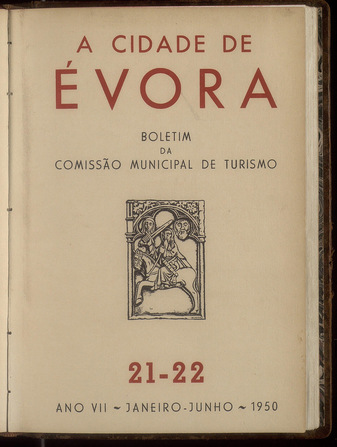 A CIDADE DE
ÉVORA
BOLETIM
DA
COMISSÃO MUNICIPAL DE TURISMO
21-22
ANO VII ~ JANEIRO-JUNHO ~ 1950